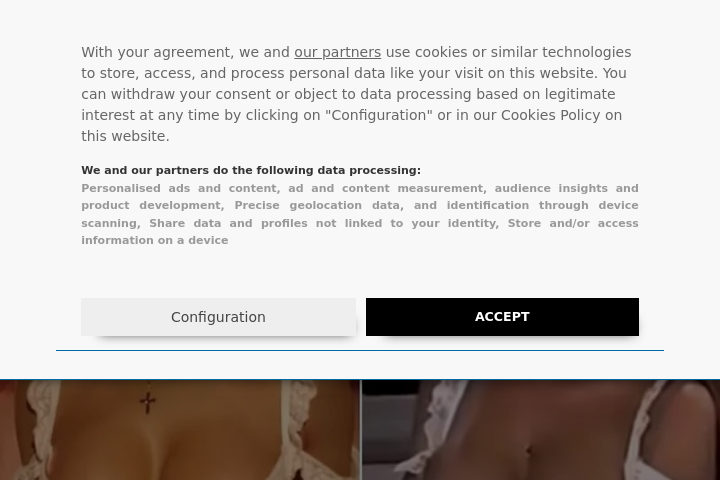 With your agreement, we and our partners use cookies or similar technologies
to store, access, and process personal data like your visit on this website. You
can withdraw your consent or object to data processing based on legitimate
interest at any time by clicking on "Configuration" or in our Cookies Policy on
this website.
We and our partners do the following data processing:
Personalised ads and content, ad and content measurement, audience insights and
product development, Precise geolocation data, and identification through device
scanning, Share data and profiles not linked to your identity, Store and/or access
information on a device
Configuration
ACCEPT